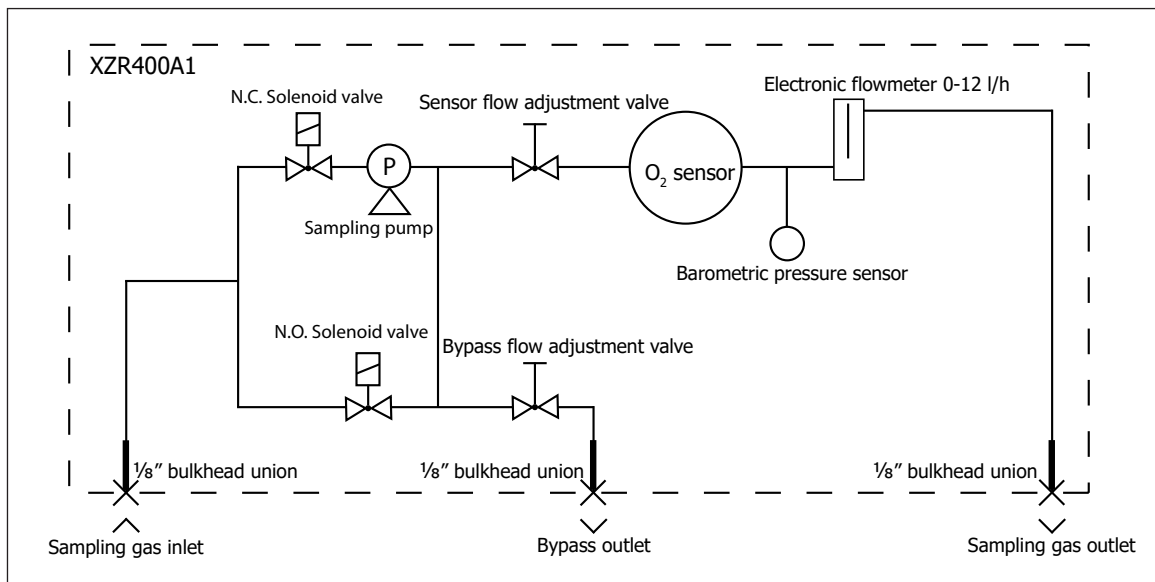 XZR400A1
N.C. Solenoid valve
Sensor flow adjustment valve
Electronic flowmeter 0-12 l/h
P
O₂ sensor
Sampling pump
Barometric pressure sensor
N.O. Solenoid valve
Bypass flow adjustment valve
⅛” bulkhead union
⅛” bulkhead union
⅛” bulkhead union
Sampling gas inlet
Bypass outlet
Sampling gas outlet